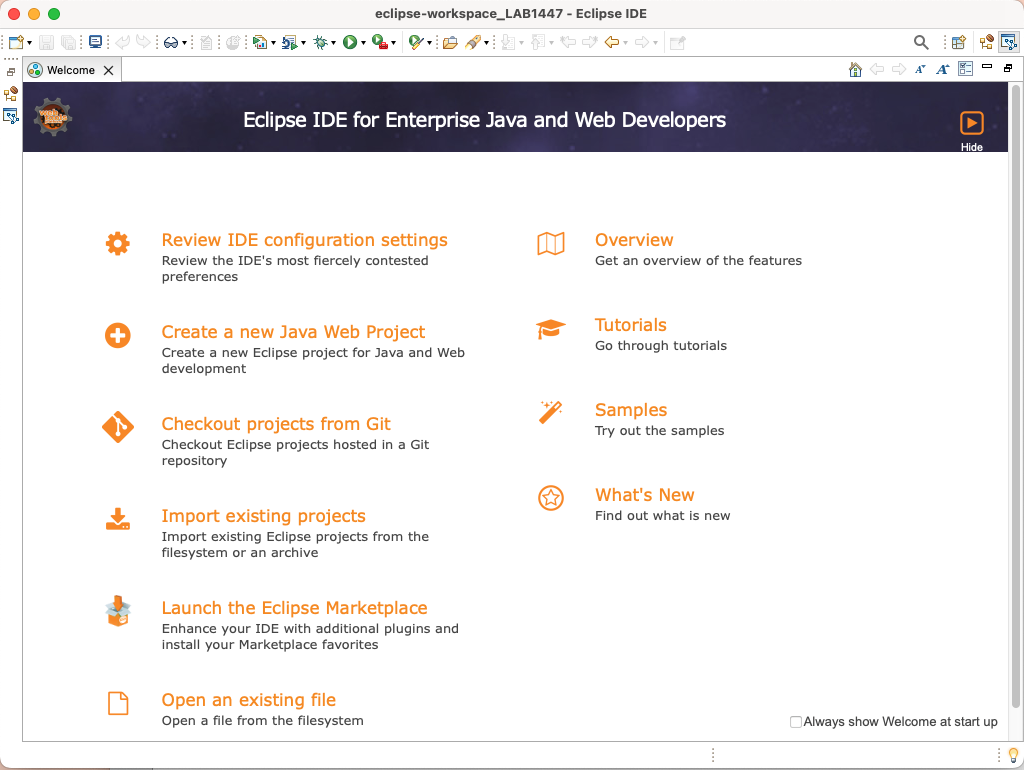 eclipse-workspace_LAB1447 - Eclipse IDE
Welcome
Eclipse IDE for Enterprise Java and Web Developers
Hide
Review IDE configuration settings
Review the IDE's most fiercely contested
preferences
Create a new Java Web Project
Create a new Eclipse project for Java and Web
development
Checkout projects from Git
Checkout Eclipse projects hosted in a Git
repository
Import existing projects
Import existing Eclipse projects from the
filesystem or an archive
Launch the Eclipse Marketplace
Enhance your IDE with additional plugins and
install your Marketplace favorites
Open an existing file
Open a file from the filesystem
Overview
Get an overview of the features
Tutorials
Go through tutorials
Samples
Try out the samples
What's New
Find out what is new
Always show Welcome at start up